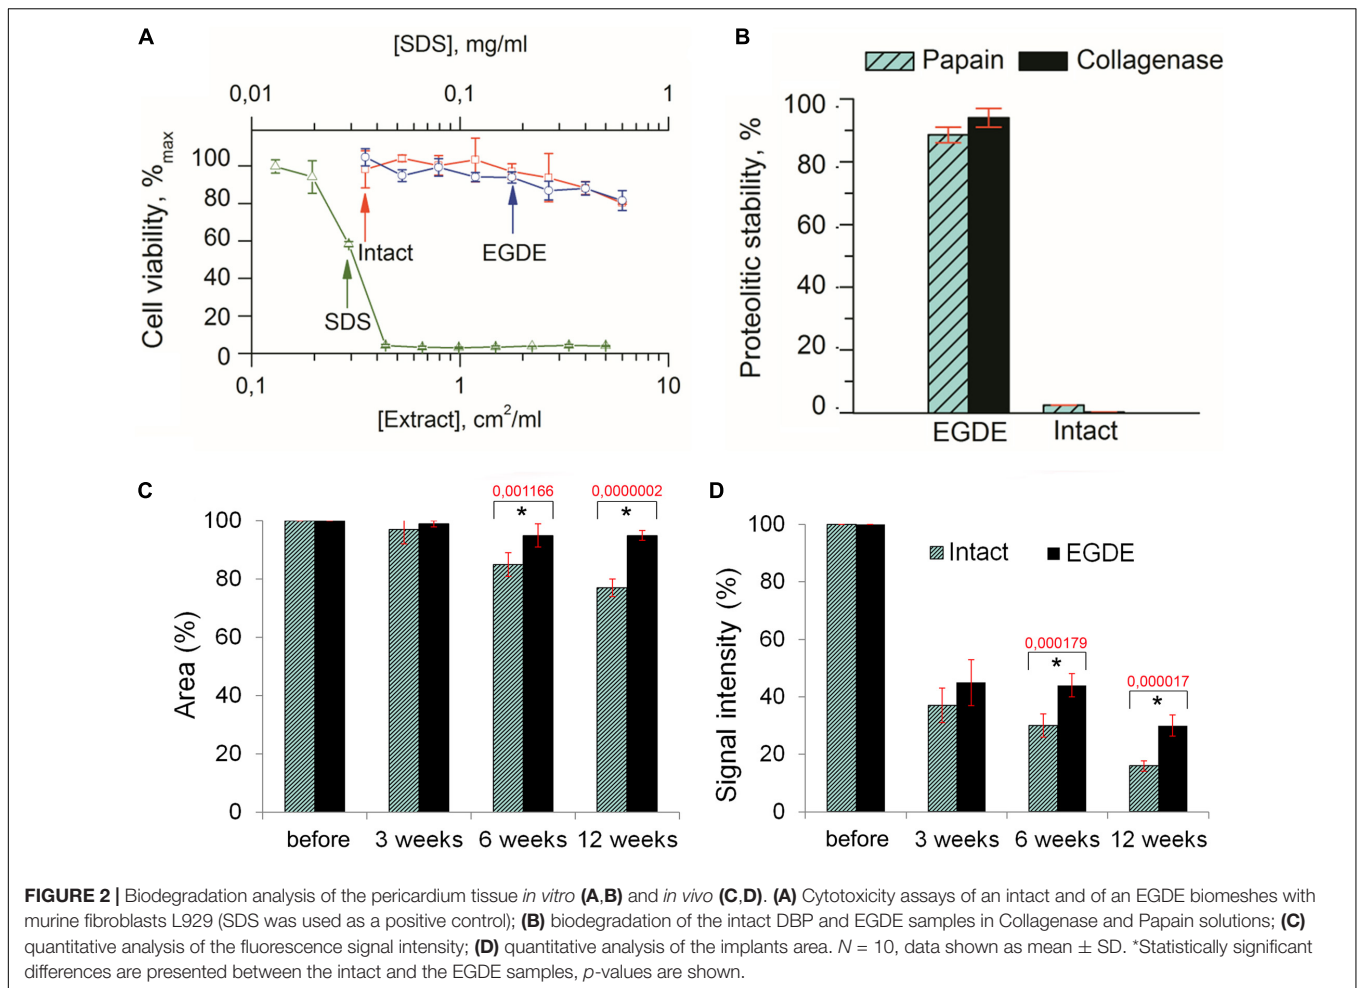 A
[SDS], mg/ml
0,01 0,1 1
Cell viability, %max
100
80
60
40
20
0
Intact
EGDE
SDS
0,1 1 10
[Extract], cm2/ml
B
Papain Collagenase
Proteolitic stability, %
100
80
60
40
20
0
EGDE Intact
C
0,001166 0,0000002
* *
Area (%)
100
80
60
40
20
0
before 3 weeks 6 weeks 12 weeks
D
Intact EGDE
0,000179
*
0,000017
*
Signal intensity (%)
100
80
60
40
20
0
before 3 weeks 6 weeks 12 weeks
FIGURE 2 | Biodegradation analysis of the pericardium tissue in vitro (A,B) and in vivo (C,D). (A) Cytotoxicity assays of an intact and of an EGDE biomeshes with
murine fibroblasts L929 (SDS was used as a positive control); (B) biodegradation of the intact DBP and EGDE samples in Collagenase and Papain solutions; (C)
quantitative analysis of the fluorescence signal intensity; (D) quantitative analysis of the implants area. N = 10, data shown as mean ± SD. *Statistically significant
differences are presented between the intact and the EGDE samples, p-values are shown.